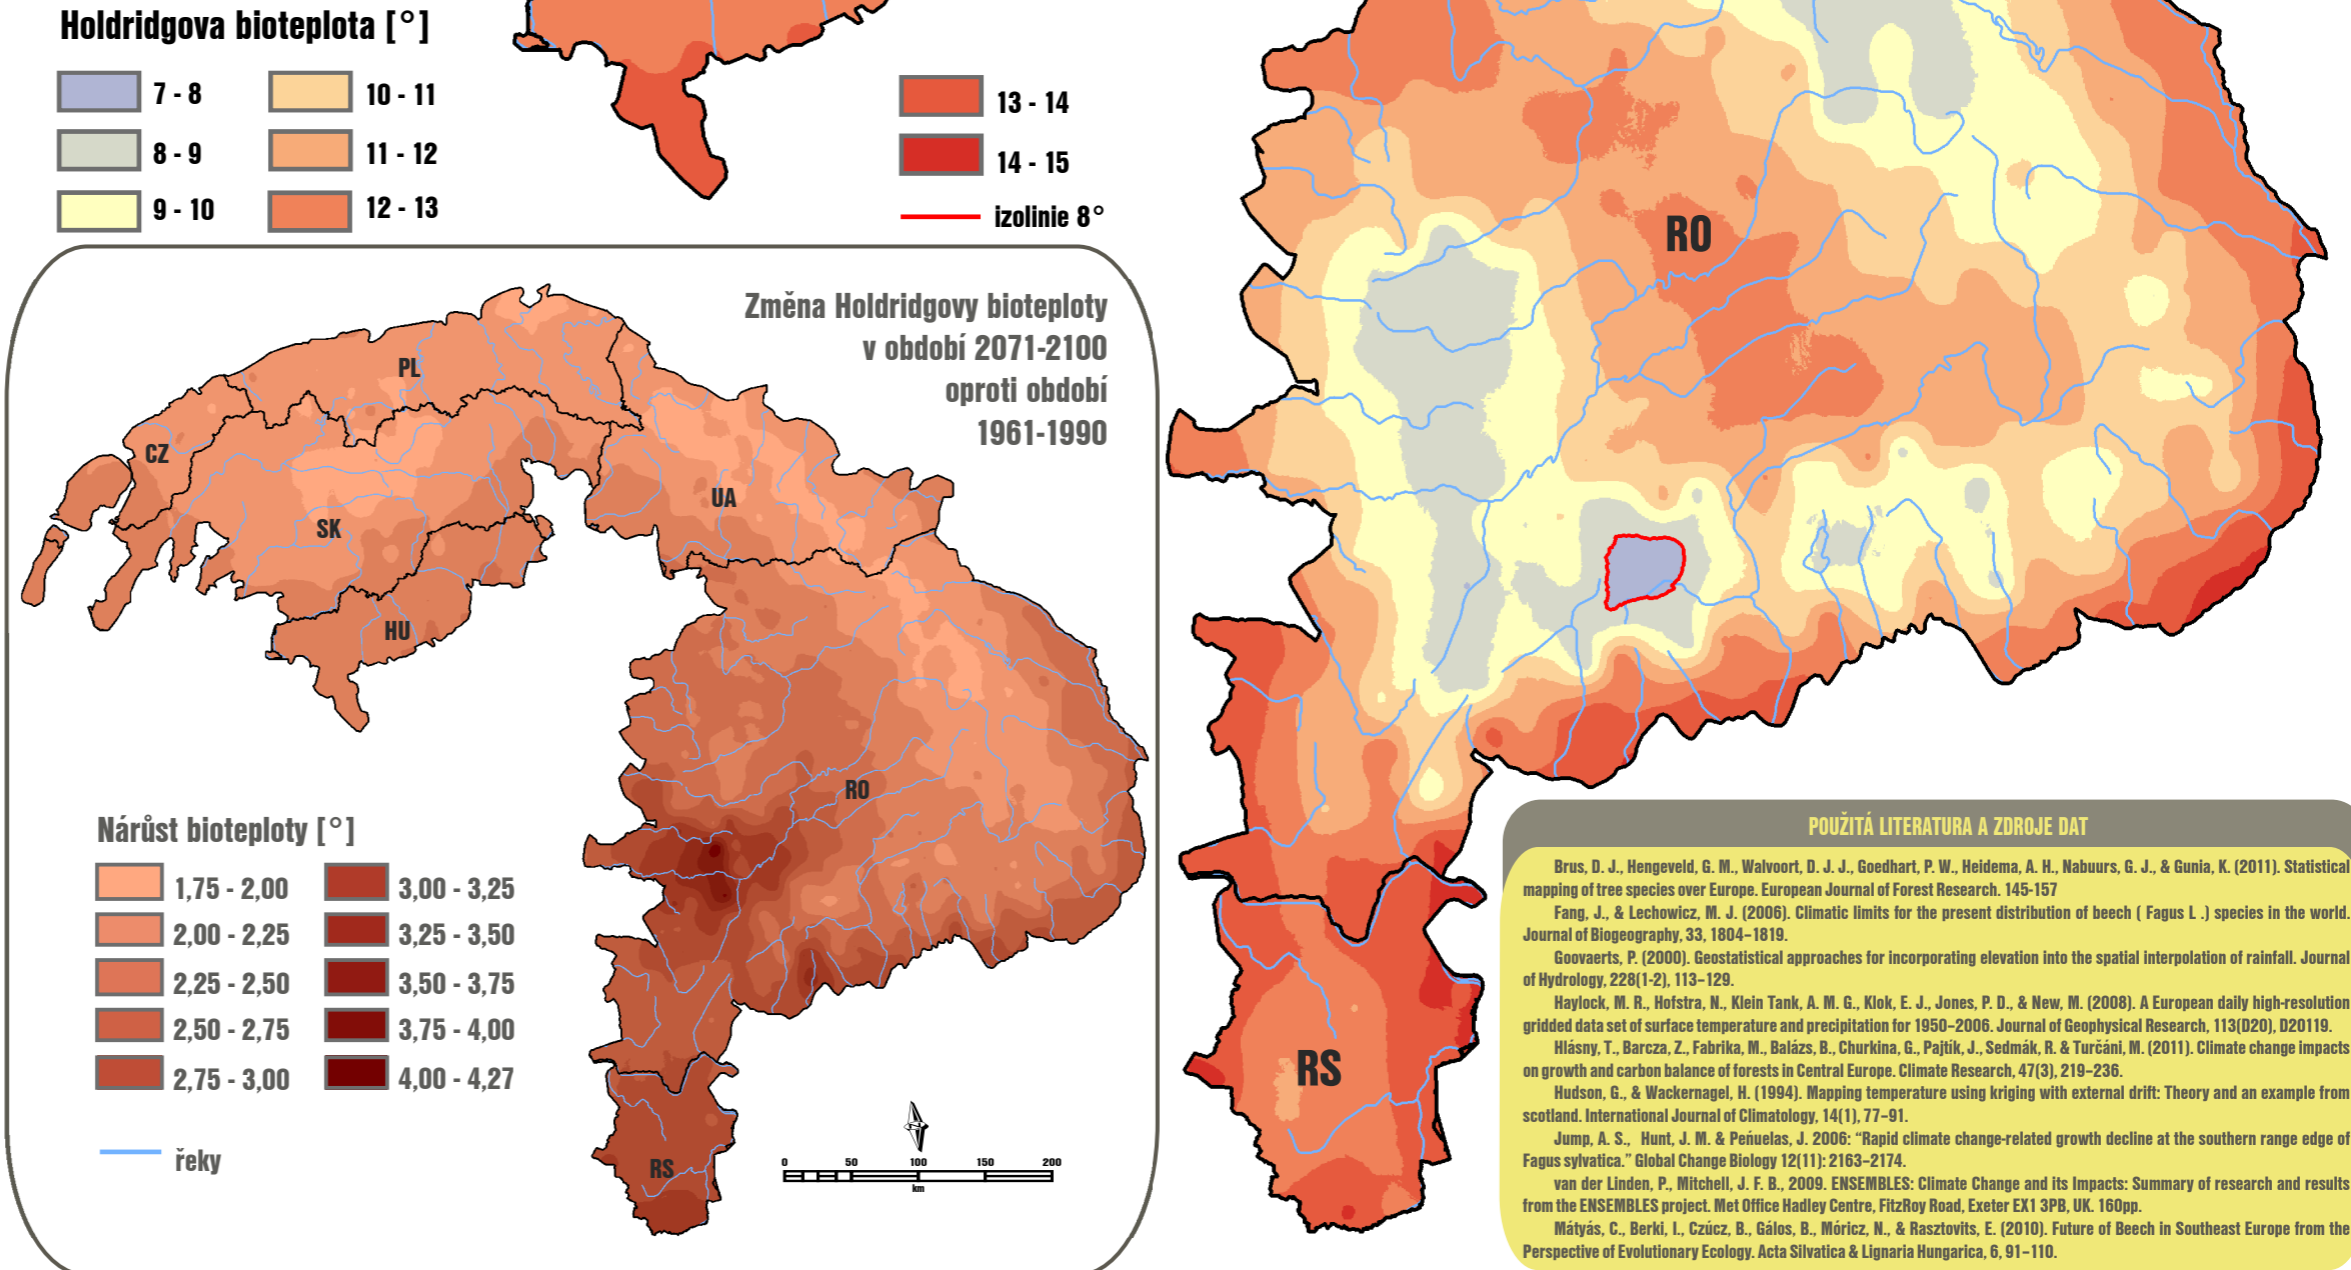 Holdridgova bioteplota [°]
7 - 8
8 - 9
9 - 10
10 - 11
11 - 12
12 - 13
13 - 14
14 - 15
izolinie 8°
Změna Holdridgovy bioteploty
v období 2071-2100
oproti období
1961-1990
PL
CZ
SK
UA
HU
RO
RS
Nárůst bioteploty [°]
1,75 - 2,00
2,00 - 2,25
2,25 - 2,50
2,50 - 2,75
2,75 - 3,00
3,00 - 3,25
3,25 - 3,50
3,50 - 3,75
3,75 - 4,00
4,00 - 4,27
řeky
0 50 100 150 200
km
RO
RS
POUŽITÁ LITERATURA A ZDROJE DAT
Brus, D. J., Hengeveld, G. M., Walvoort, D. J. J., Goedhart, P. W., Heidema, A. H., Nabuurs, G. J., & Gunia, K. (2011). Statistical
mapping of tree species over Europe. European Journal of Forest Research. 145-157
Fang, J., & Lechowicz, M. J. (2006). Climatic limits for the present distribution of beech ( Fagus L .) species in the world.
Journal of Biogeography, 33, 1804–1819.
Goovaerts, P. (2000). Geostatistical approaches for incorporating elevation into the spatial interpolation of rainfall. Journal
of Hydrology, 228(1-2), 113–129.
Haylock, M. R., Hofstra, N., Klein Tank, A. M. G., Klok, E. J., Jones, P. D., & New, M. (2008). A European daily high-resolution
gridded data set of surface temperature and precipitation for 1950–2006. Journal of Geophysical Research, 113(D20), D20119.
Hlásny, T., Barcza, Z., Fabrika, M., Balázs, B., Churkina, G., Pajtík, J., Sedmák, R. & Turčáni, M. (2011). Climate change impacts
on growth and carbon balance of forests in Central Europe. Climate Research, 47(3), 219–236.
Hudson, G., & Wackernagel, H. (1994). Mapping temperature using kriging with external drift: Theory and an example from
scotland. International Journal of Climatology, 14(1), 77–91.
Jump, A. S., Hunt, J. M. & Peńuelas, J. 2006: “Rapid climate change-related growth decline at the southern range edge of
Fagus sylvatica.” Global Change Biology 12(11): 2163–2174.
van der Linden, P., Mitchell, J. F. B., 2009. ENSEMBLES: Climate Change and its Impacts: Summary of research and results
from the ENSEMBLES project. Met Office Hadley Centre, FitzRoy Road, Exeter EX1 3PB, UK. 160pp.
Mátyás, C., Berki, I., Czúcz, B., Gálos, B., Móricz, N., & Rasztovits, E. (2010). Future of Beech in Southeast Europe from the
Perspective of Evolutionary Ecology. Acta Silvatica & Lignaria Hungarica, 6, 91–110.